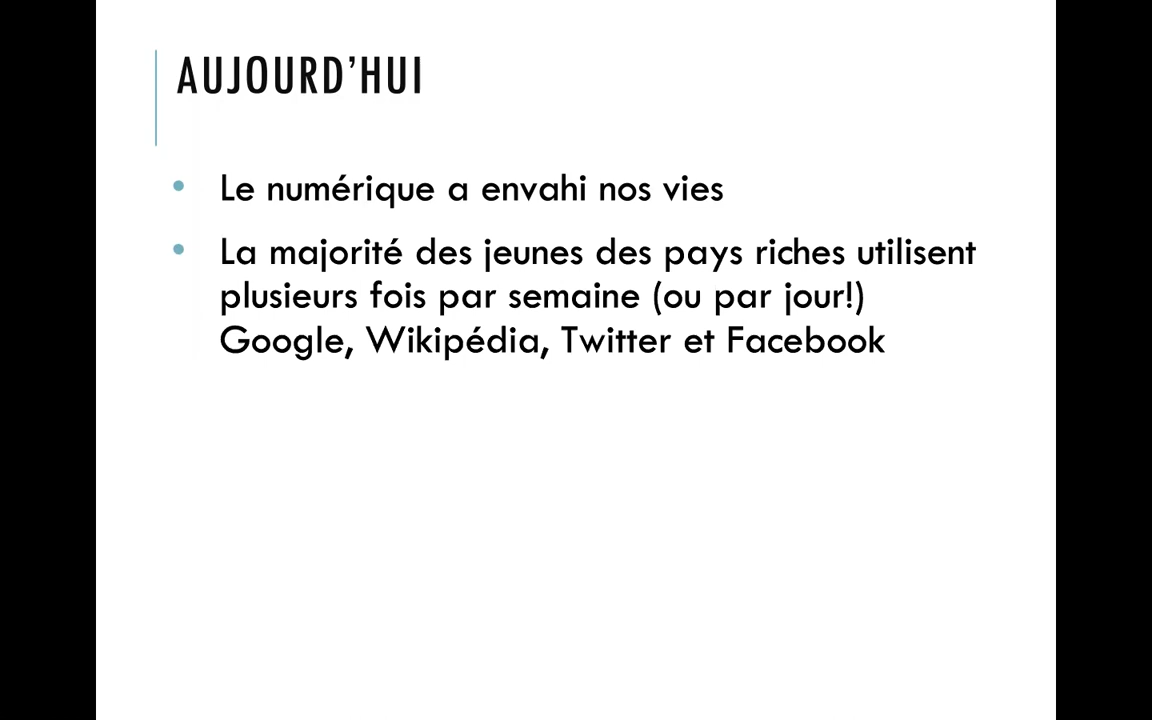 AUJOURD’HUI
• Le numérique a envahi nos vies
• La majorité des jeunes des pays riches utilisent
plusieurs fois par semaine (ou par jour!)
Google, Wikipédia, Twitter et Facebook